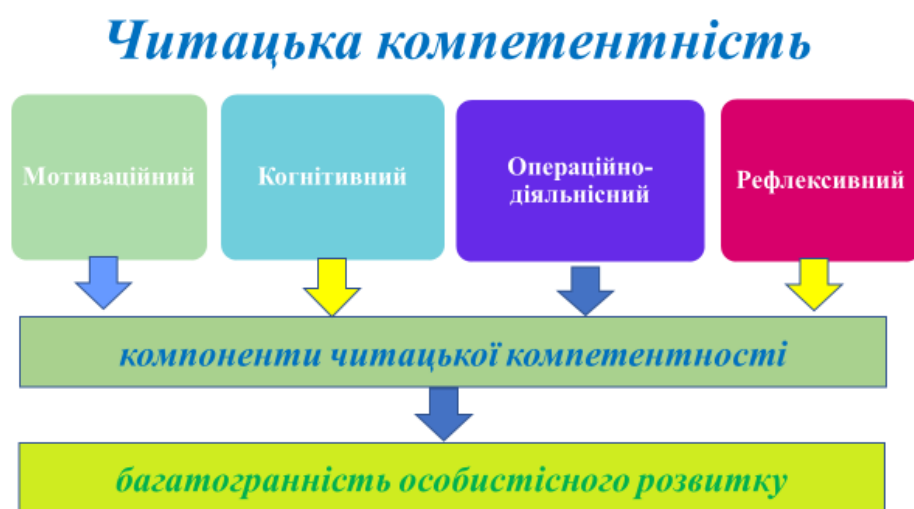 Читацька компетентність
Мотиваційний
Когнітивний
Операційно-
діяльнісний
Рефлексивний
компоненти читацької компетентності
багатогранність особистісного розвитку